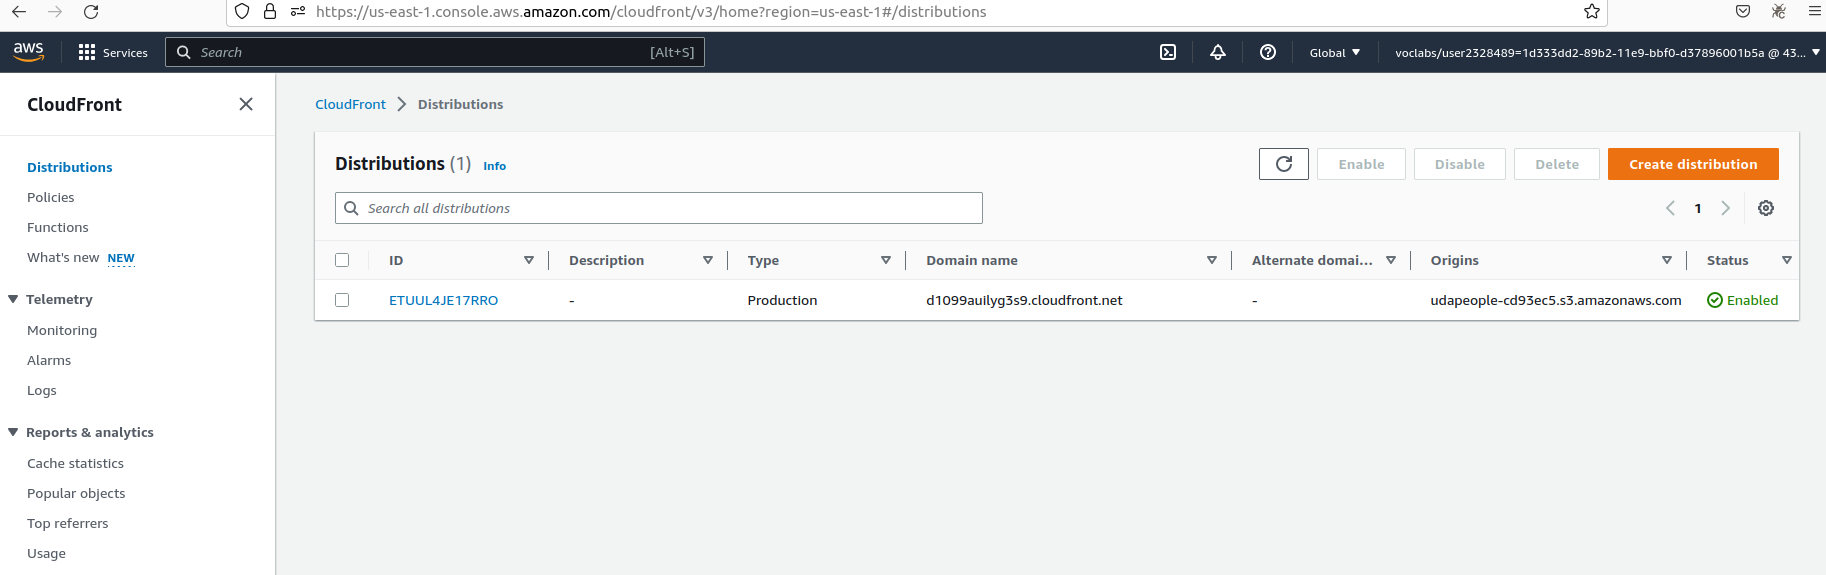 https://us-east-1.console.aws.amazon.com/cloudfront/v3/home?region=us-east-1#/distributions
aws Services Search [Alt+S] Global voclabs/user2328489=1d333dd2-89b2-11e9-bbf0-d37896001b5a @ 43...
CloudFront
Distributions
Policies
Functions
What's new NEW
Telemetry
Monitoring
Alarms
Logs
Reports & analytics
Cache statistics
Popular objects
Top referrers
Usage
CloudFront Distributions
Distributions (1) Info Enable Disable Delete Create distribution
Search all distributions 1
ID Description Type Domain name Alternate domai... Origins Status
ETUUL4JE17RRO - Production d1099auilyg3s9.cloudfront.net - udapeople-cd93ec5.s3.amazonaws.com Enabled